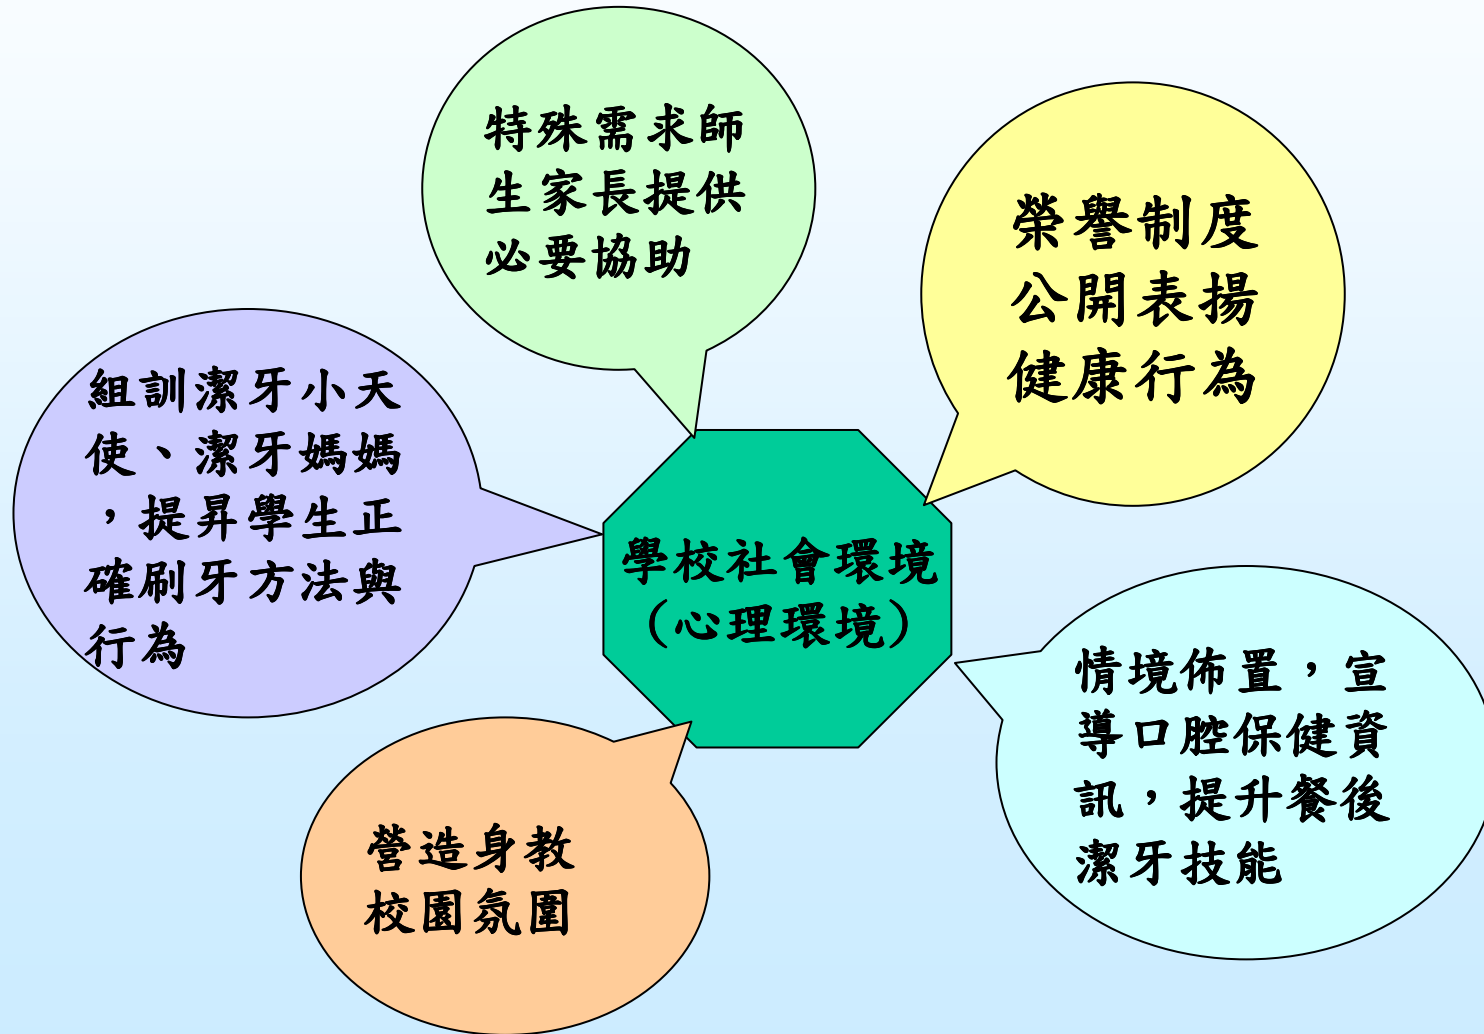 特殊需求師
生家長提供
必要協助
榮譽制度
公開表揚
健康行為
組訓潔牙小天
使、潔牙媽媽
，提昇學生正
確刷牙方法與
行為
學校社會環境
（心理環境）
情境佈置，宣
導口腔保健資
訊，提升餐後
潔牙技能
營造身教
校園氛圍